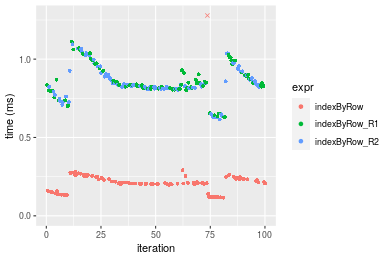 time (ms)
1.0
0.5
0.0
0
25
50
75
100
iteration
expr
indexByRow
indexByRow_R1
indexByRow_R2